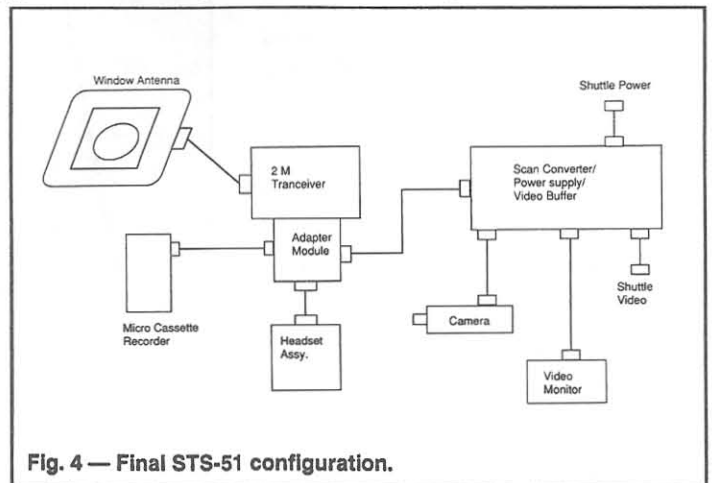 Window Antenna
Shuttle Power
2 M
Tranceiver
Scan Converter/
Power supply/
Video Buffer
Adapter
Module
Micro Cassette
Recorder
Headset
Assy.
Camera
Shuttle
Video
Video
Monitor
Fig. 4 — Final STS-51 configuration.